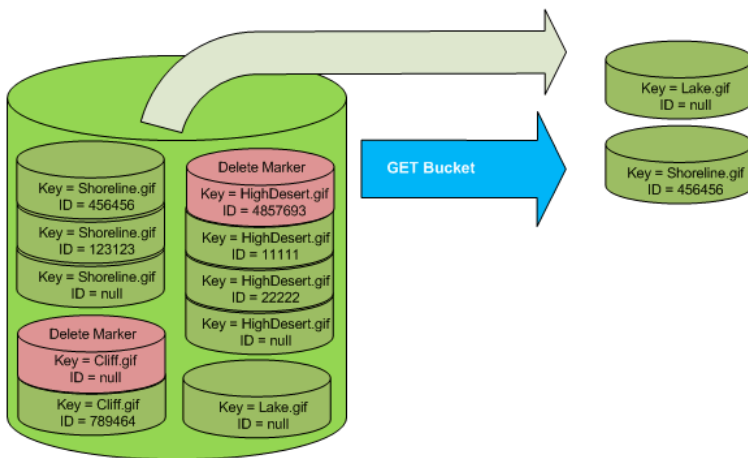 Key = Shoreline.gif
ID = 456456
Key = Shoreline.gif
ID = 123123
Key = Shoreline.gif
ID = null
Delete Marker
Key = HighDesert.gif
ID = 4857693
Key = HighDesert.gif
ID = 11111
Key = HighDesert.gif
ID = 22222
Key = HighDesert.gif
ID = null
Delete Marker
Key = Cliff.gif
ID = null
Key = Cliff.gif
ID = 789464
Key = Lake.gif
ID = null
GET Bucket
Key = Lake.gif
ID = null
Key = Shoreline.gif
ID = 456456